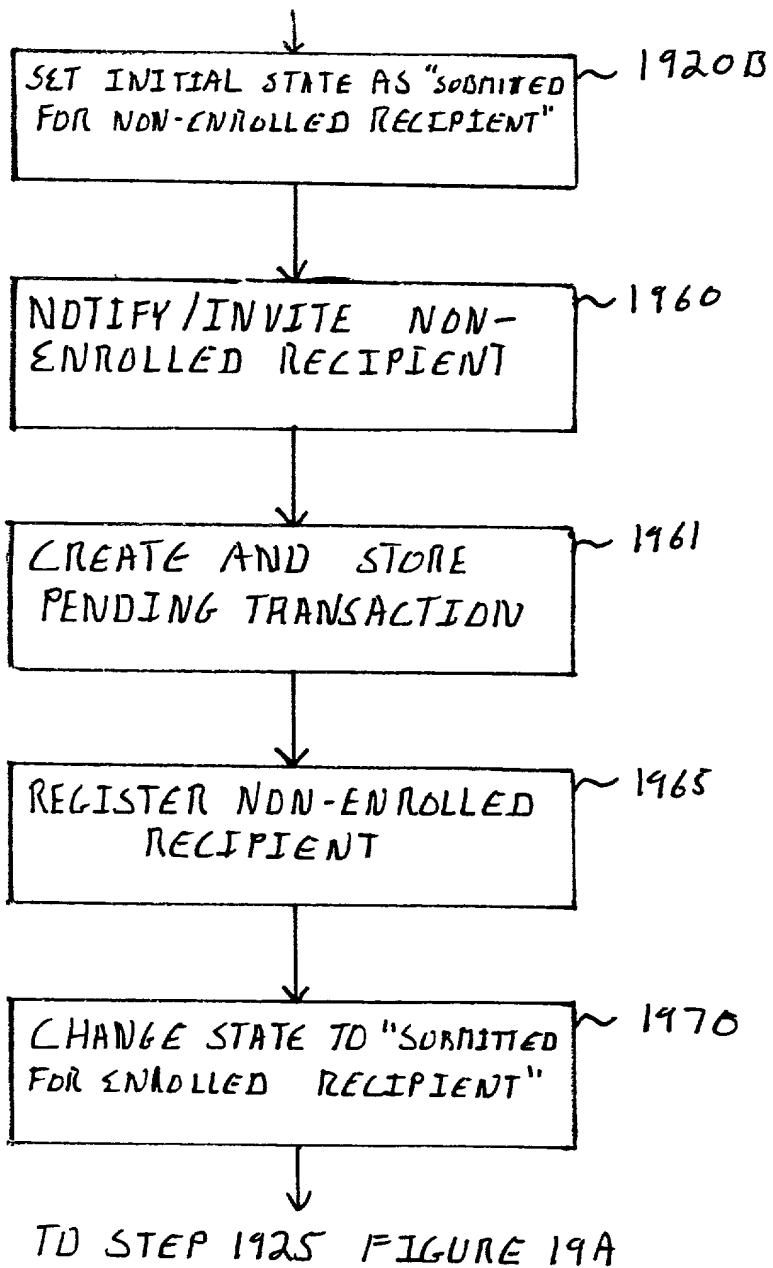 SET INITIAL STATE AS "SUBMITTED
FOR NON-ENROLLED RECIPIENT"
1920B
NOTIFY/INVITE NON-
ENROLLED RECIPIENT
1960
CREATE AND STORE
PENDING TRANSACTION
1961
REGISTER NON-ENROLLED
RECIPIENT
1965
CHANGE STATE TO "SUBMITTED
FOR ENROLLED RECIPIENT"
1970
TO STEP 1925 FIGURE 19A